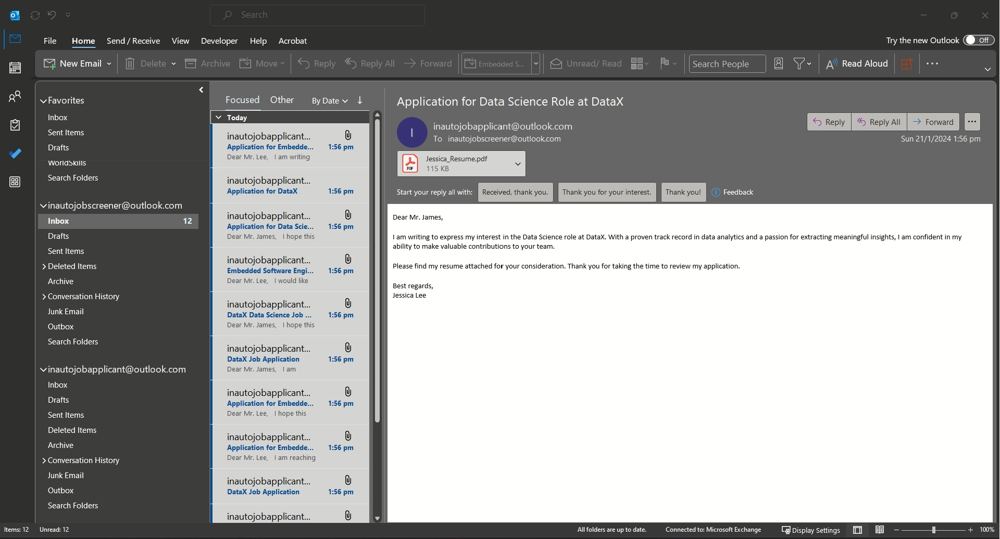 Search
File Home Send / Receive View Developer Help Acrobat
Try the new Outlook Off
New Email Delete Archive Move Reply Reply All Forward Embedded S... Unread/ Read Search People Read Aloud ...
Favorites
Inbox
Sent Items
Drafts
WorldSkills
Search Folders
inautojobscreener@outlook.com
Inbox 12
Drafts
Sent Items
Deleted Items
Archive
Conversation History
Junk Email
Outbox
Search Folders
inautojobapplicant@outlook.com
Inbox
Drafts
Sent Items
Deleted Items
Archive
Conversation History
Junk Email
Outbox
Search Folders
Focused Other By Date
Today
inautojobapplicant...
Application for Embedde... 1:56 pm
Dear Mr. Lee, I am writing
inautojobapplicant...
Application for DataX 1:56 pm
inautojobapplicant...
Application for Data Scie... 1:56 pm
Dear Mr. James, I hope this
inautojobapplicant...
Embedded Software Engi... 1:56 pm
Dear Mr. Lee, I would like
inautojobapplicant...
DataX Data Science Job ... 1:56 pm
Dear Mr. James, I hope this
inautojobapplicant...
DataX Job Application 1:56 pm
Dear Mr. James, I am
inautojobapplicant...
Application for Embedde... 1:56 pm
Dear Mr. Lee, I hope this
inautojobapplicant...
Application for Embedde... 1:56 pm
Dear Mr. Lee, I am reaching
inautojobapplicant...
DataX Job Application 1:56 pm
inautojobapplicant...
Application for Data Science Role at DataX
I
inautojobapplicant@outlook.com
To inautojobscreener@outlook.com
Reply Reply All Forward ...
Sun 21/1/2024 1:56 pm
PDF
Jessica_Resume.pdf
115 KB
Start your reply all with: Received, thank you. Thank you for your interest. Thank you! Feedback
Dear Mr. James,
I am writing to express my interest in the Data Science role at DataX. With a proven track record in data analytics and a passion for extracting meaningful insights, I am confident in my
ability to make valuable contributions to your team.
Please find my resume attached for your consideration. Thank you for taking the time to review my application.
Best regards,
Jessica Lee
Items: 12 Unread: 12 All folders are up to date. Connected to: Microsoft Exchange Display Settings 100%